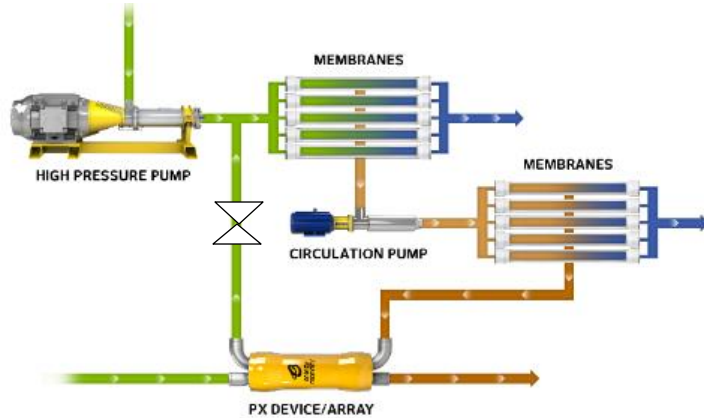 MEMBRANES
HIGH PRESSURE PUMP
MEMBRANES
CIRCULATION PUMP
PX DEVICE/ARRAY